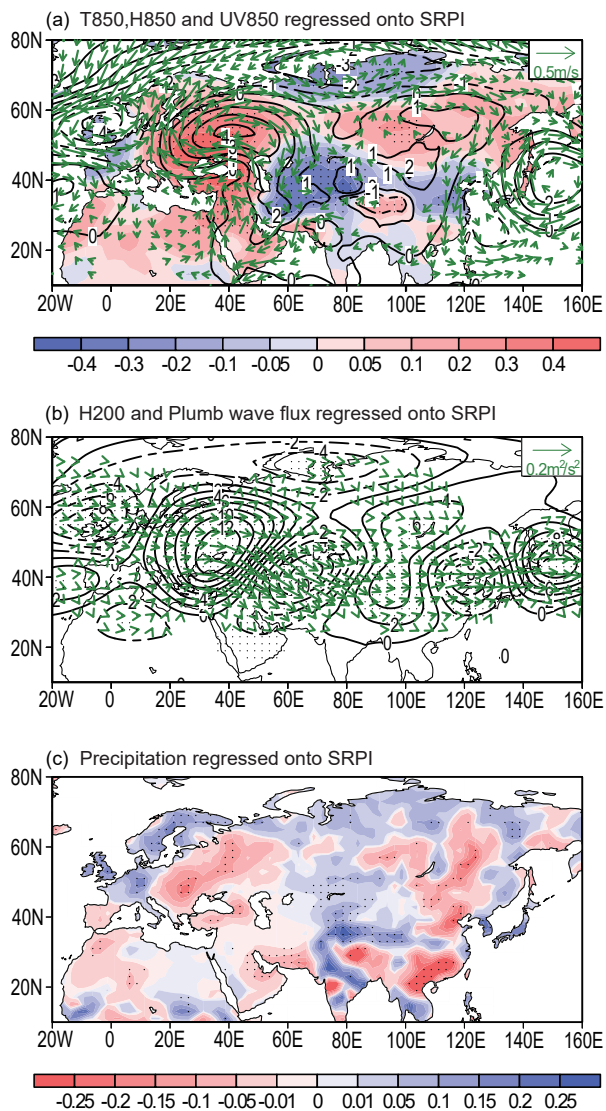 (a) T850,H850 and UV850 regressed onto SRPI
80N
60N
40N
20N
0.5m/s
20W 0 20E 40E 60E 80E 100E 120E 140E 160E
-0.4 -0.3 -0.2 -0.1 -0.05 0 0.05 0.1 0.2 0.3 0.4
(b) H200 and Plumb wave flux regressed onto SRPI
80N
60N
40N
20N
0.2m²/s²
20W 0 20E 40E 60E 80E 100E 120E 140E 160E
(c) Precipitation regressed onto SRPI
80N
60N
40N
20N
20W 0 20E 40E 60E 80E 100E 120E 140E 160E
-0.25 -0.2 -0.15 -0.1 -0.05 -0.01 0 0.01 0.05 0.1 0.15 0.2 0.25